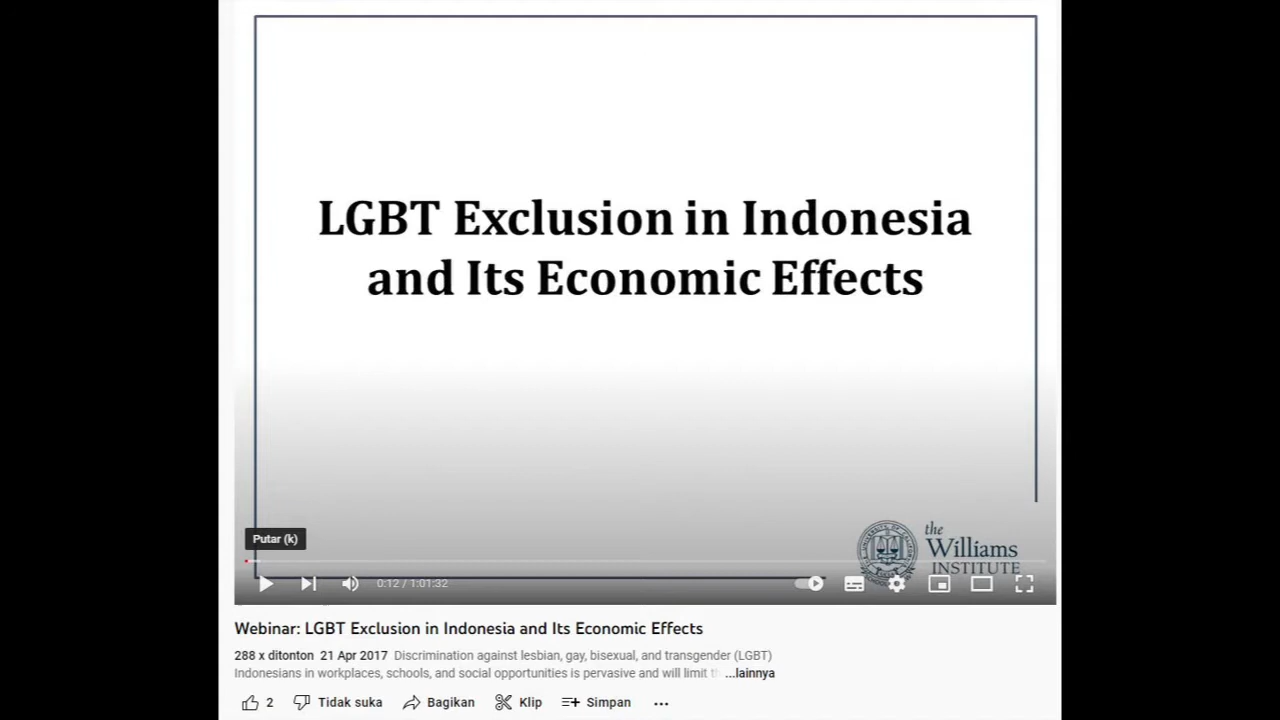 LGBT Exclusion in Indonesia
and Its Economic Effects
the
Williams
INSTITUTE
Putar (k)
0:12 / 1:01:32
Webinar: LGBT Exclusion in Indonesia and Its Economic Effects
288 x ditonton 21 Apr 2017 Discrimination against lesbian, gay, bisexual, and transgender (LGBT)
Indonesians in workplaces, schools, and social opportunities is pervasive and will limit ...lainnya
2 Tidak suka Bagikan Klip Simpan ...